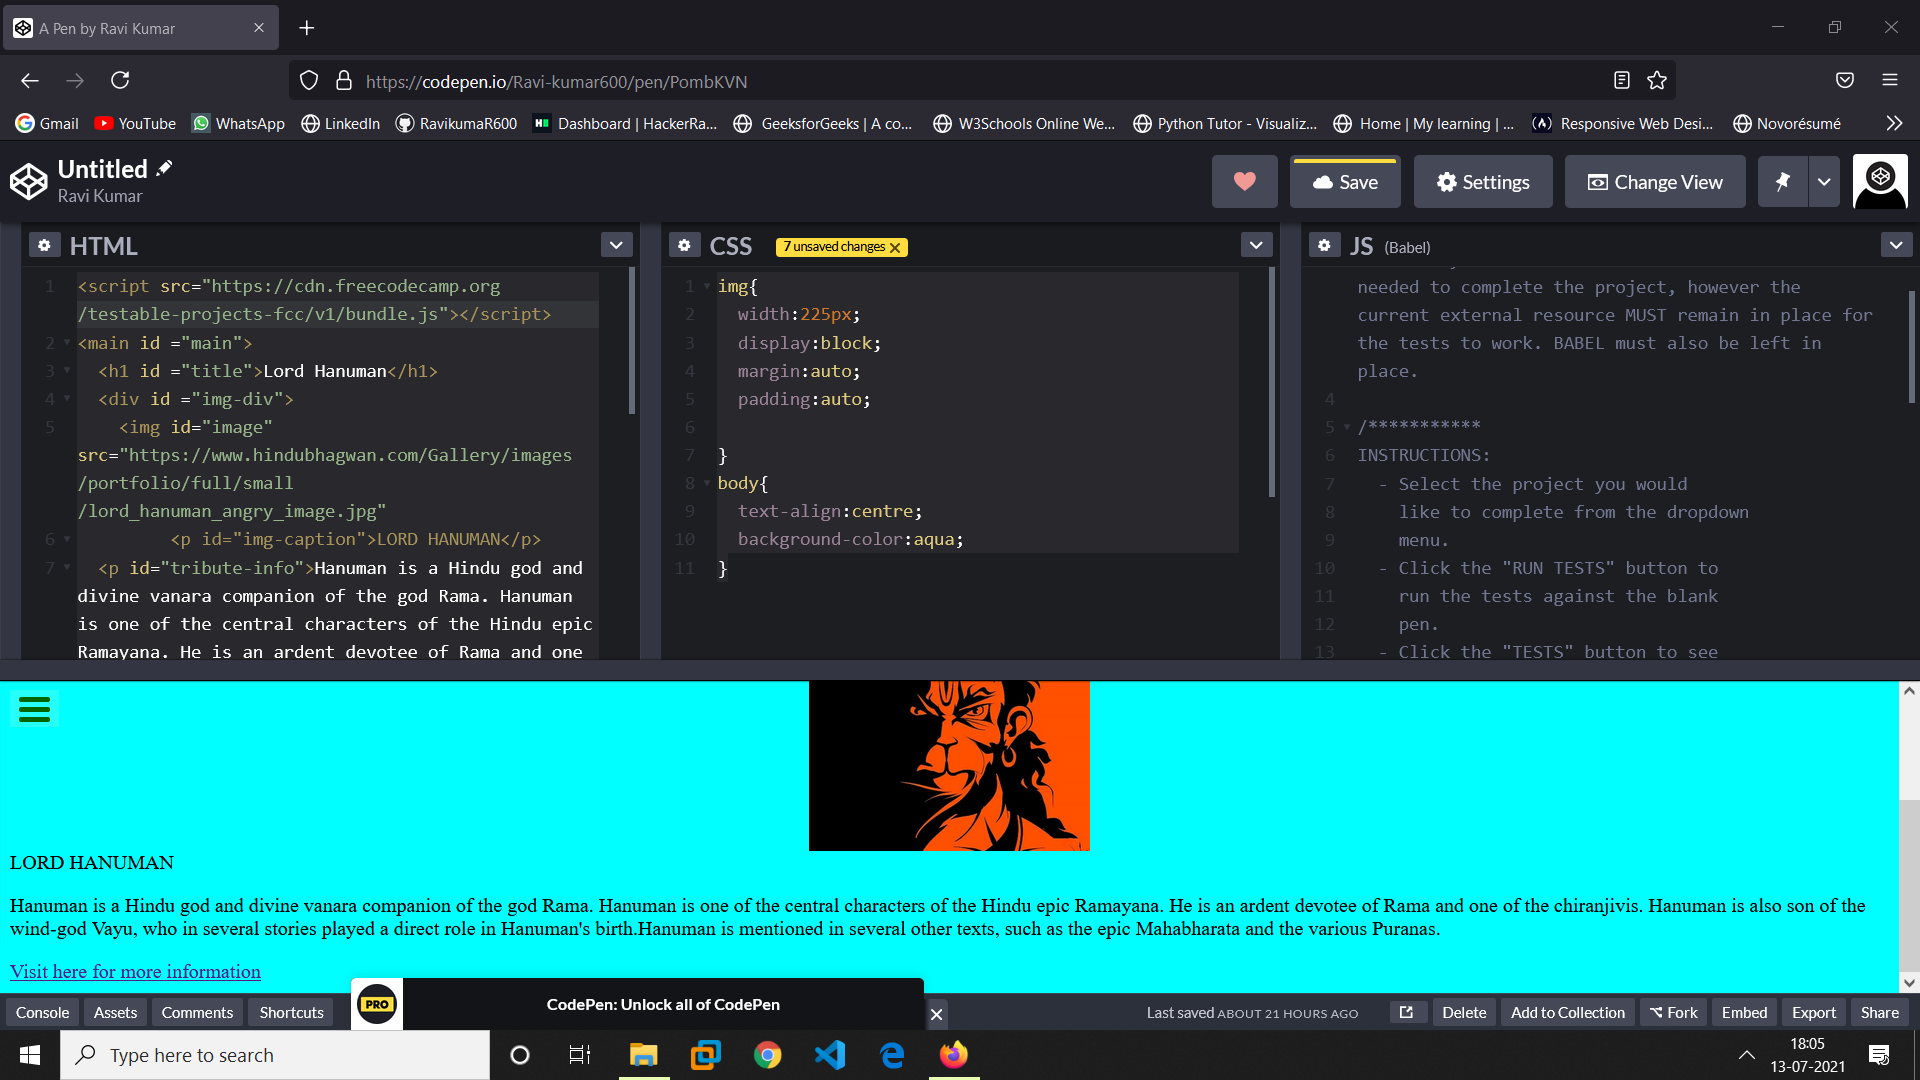 A Pen by Ravi Kumar
https://codepen.io/Ravi-kumar600/pen/PombKVN
Gmail YouTube WhatsApp LinkedIn RavikumaR600 Dashboard | HackerRa... GeeksforGeeks | A co... W3Schools Online We... Python Tutor - Visualiz... Home | My learning | ... Responsive Web Desi... Novorésumé
Untitled
Ravi Kumar
Save Settings Change View
HTML
1 <script src="https://cdn.freecodecamp.org
/testable-projects-fcc/v1/bundle.js"></script>
2 <main id ="main">
3 <h1 id ="title">Lord Hanuman</h1>
4 <div id ="img-div">
5 <img id="image"
src="https://www.hindubhagwan.com/Gallery/images
/portfolio/full/small
/lord_hanuman_angry_image.jpg"
6 <p id="img-caption">LORD HANUMAN</p>
7 <p id="tribute-info">Hanuman is a Hindu god and
divine vanara companion of the god Rama. Hanuman
is one of the central characters of the Hindu epic
Ramayana. He is an ardent devotee of Rama and one
CSS 7 unsaved changes
1 img{
2 width:225px;
3 display:block;
4 margin:auto;
5 padding:auto;
6
7 }
8 body{
9 text-align:centre;
10 background-color:aqua;
11 }
JS (Babel)
needed to complete the project, however the
current external resource MUST remain in place for
the tests to work. BABEL must also be left in
place.
4
5 /***********
6 INSTRUCTIONS:
7 - Select the project you would
8 like to complete from the dropdown
9 menu.
10 - Click the "RUN TESTS" button to
11 run the tests against the blank
12 pen.
13 - Click the "TESTS" button to see
LORD HANUMAN
Hanuman is a Hindu god and divine vanara companion of the god Rama. Hanuman is one of the central characters of the Hindu epic Ramayana. He is an ardent devotee of Rama and one of the chiranjivis. Hanuman is also son of the
wind-god Vayu, who in several stories played a direct role in Hanuman's birth.Hanuman is mentioned in several other texts, such as the epic Mahabharata and the various Puranas.
Visit here for more information
Console Assets Comments Shortcuts
PRO CodePen: Unlock all of CodePen
Last saved ABOUT 21 HOURS AGO
Delete Add to Collection Fork Embed Export Share
Type here to search
18:05
13-07-2021